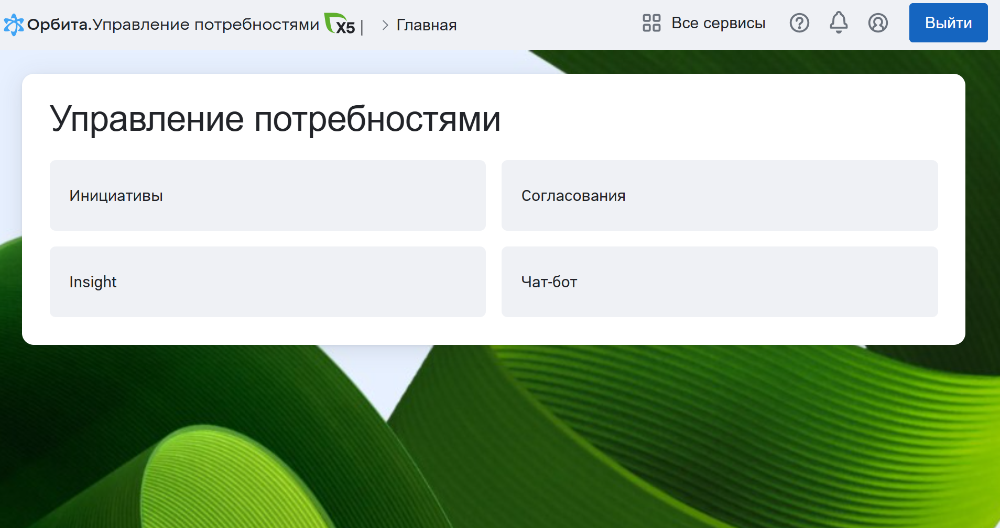 Орбита.Управление потребностями X5 | > Главная Все сервисы Выйти
Управление потребностями
Инициативы Согласования
Insight Чат-бот